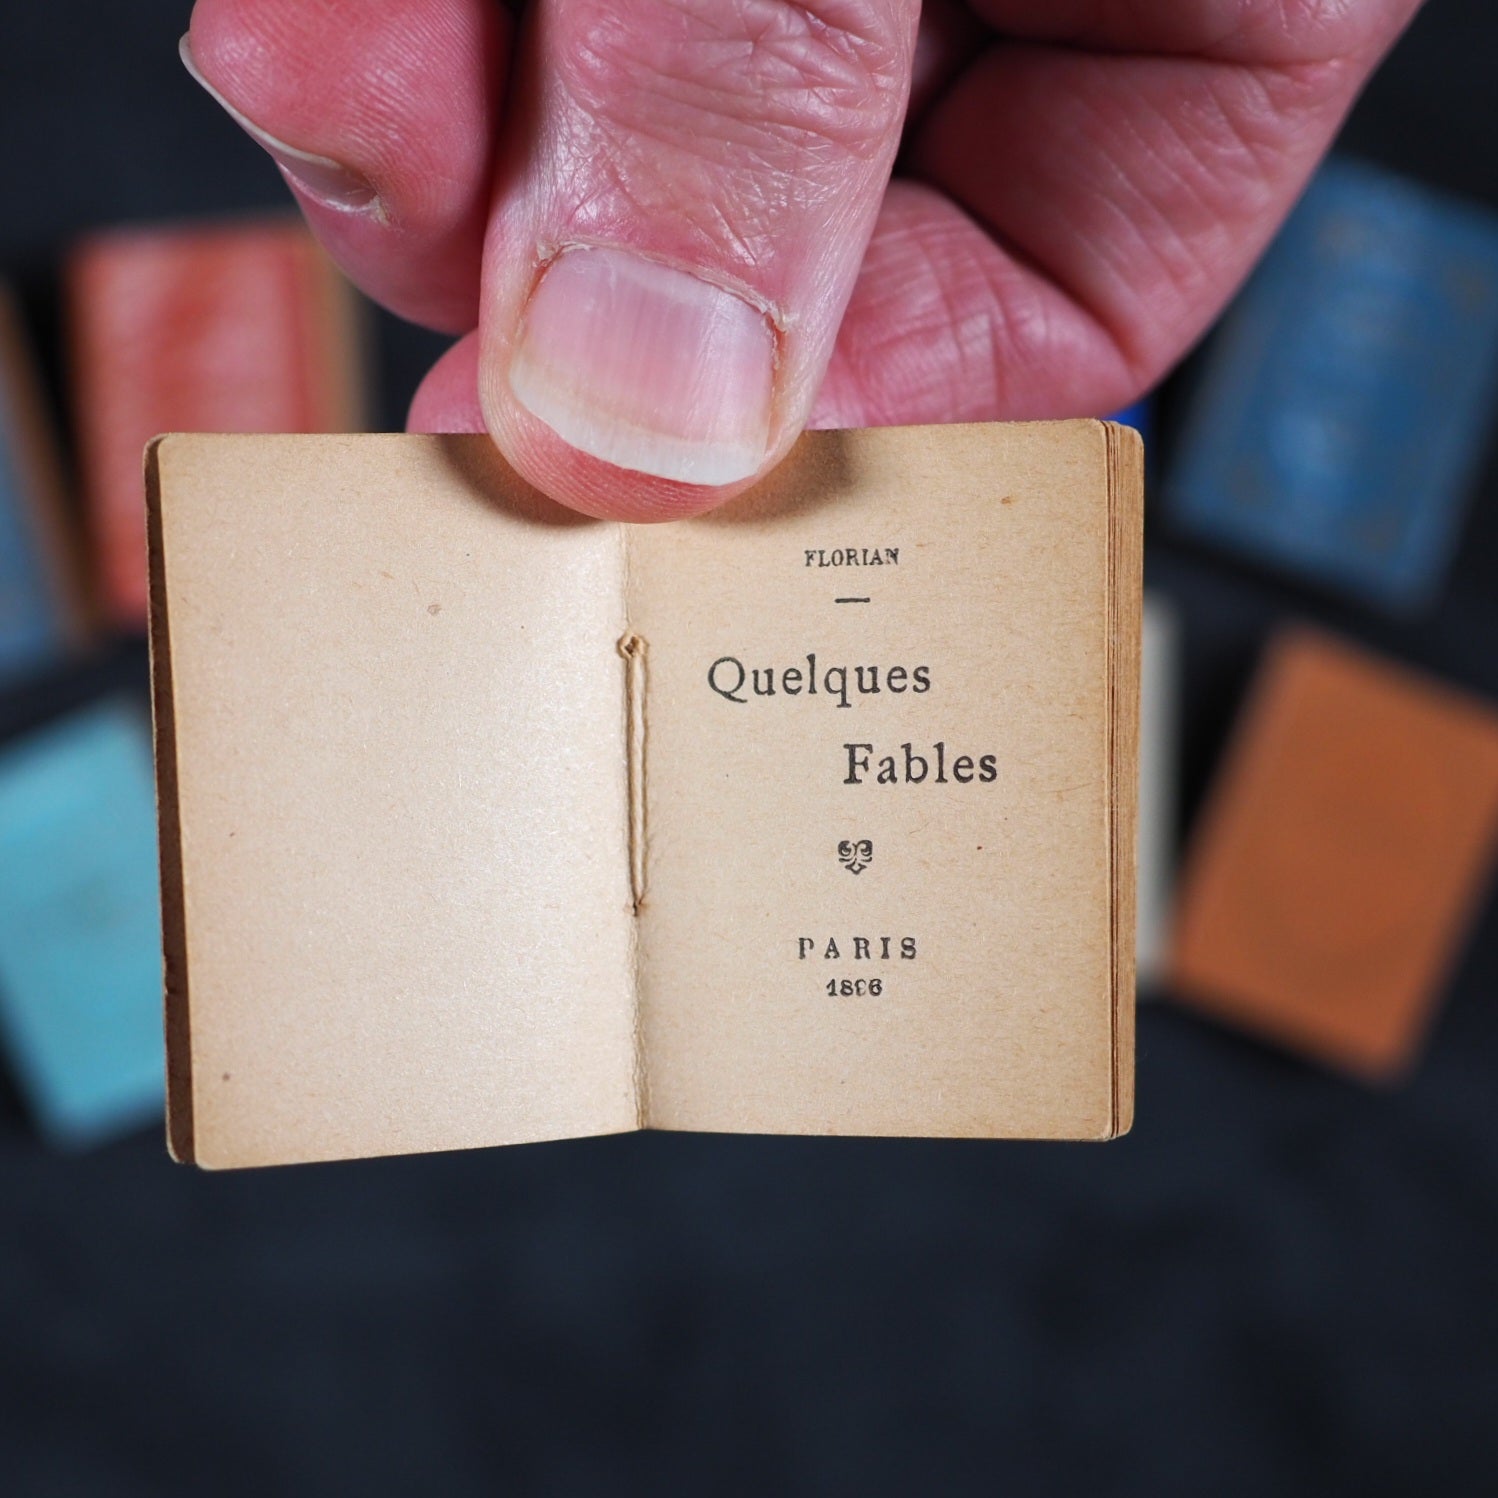 FLORIAN
Quelques
Fables
PARIS
1896